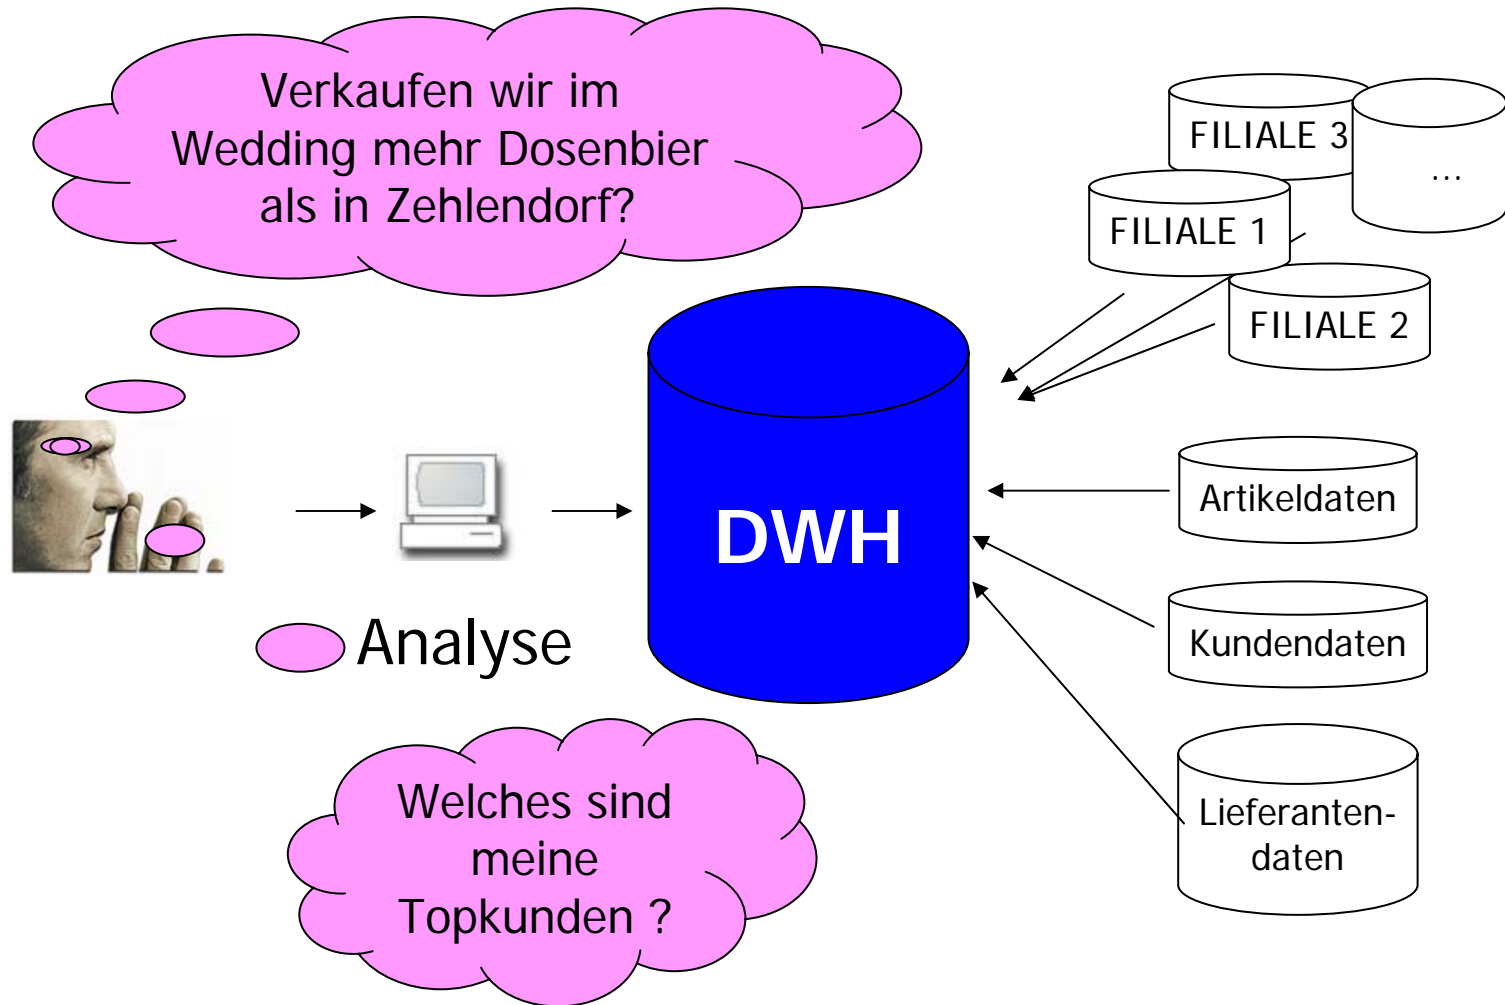 Verkaufen wir im
Wedding mehr Dosenbier
als in Zehlendorf?
FILIALE 3
...
FILIALE 1
FILIALE 2
DWH
Artikeldaten
Kundendaten
Lieferanten-
daten
Analyse
Welches sind
meine
Topkunden ?